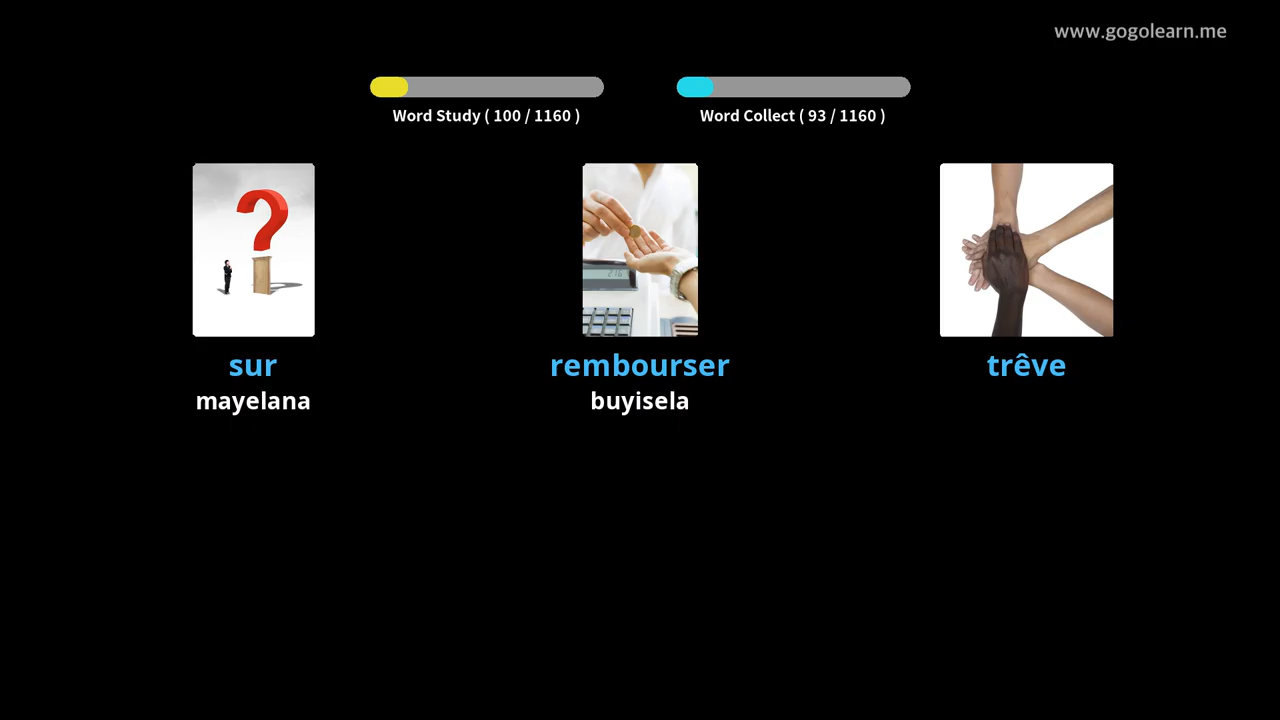 www.gogolearn.me
Word Study ( 100 / 1160 )
Word Collect ( 93 / 1160 )
sur
mayelana
rembourser
buyisela
trêve